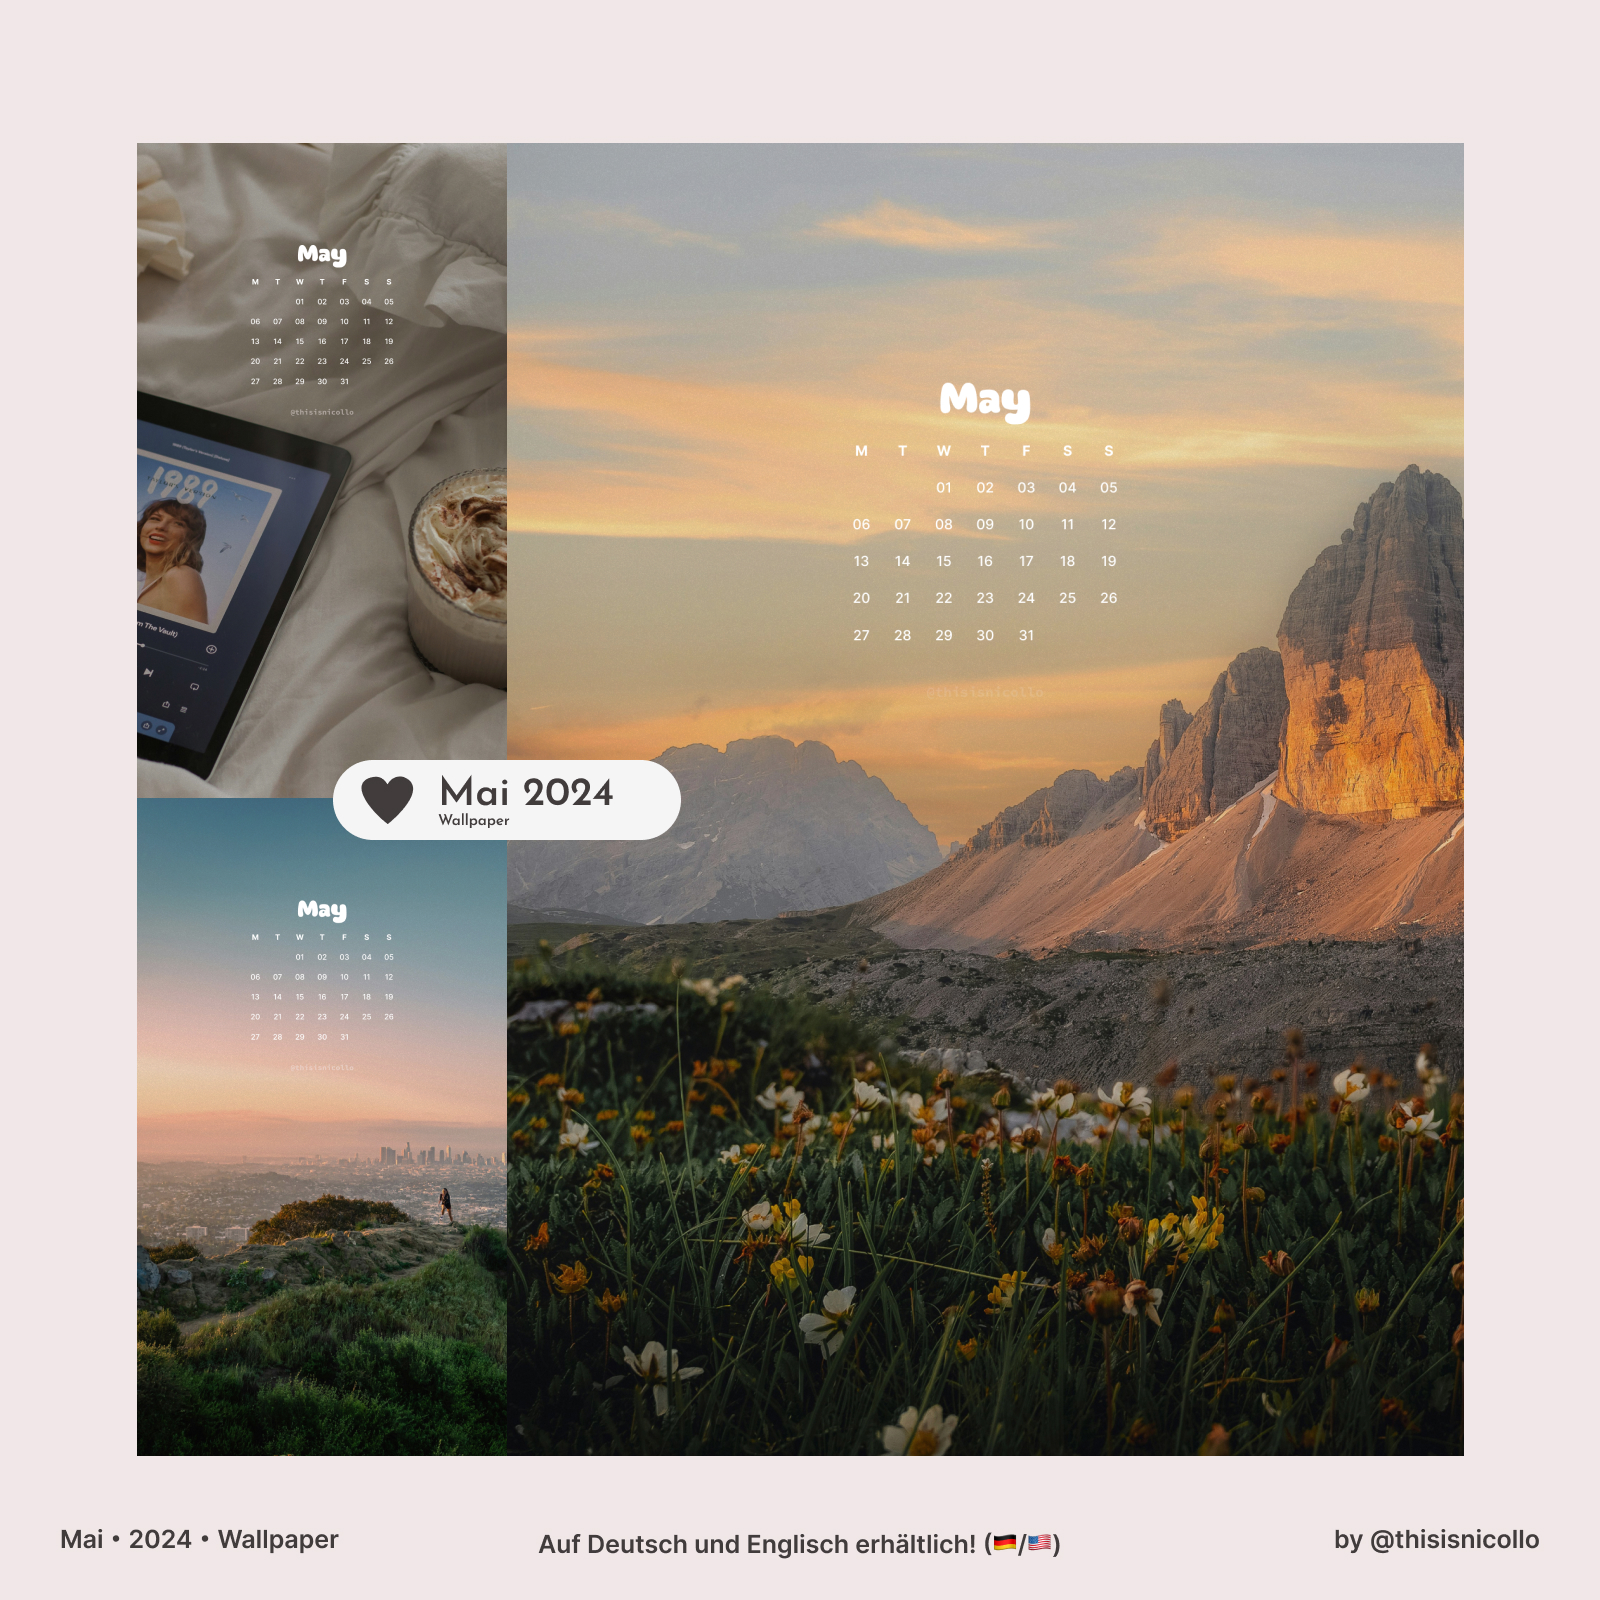 May
M T W T F S S
01 02 03 04 05
06 07 08 09 10 11 12
13 14 15 16 17 18 19
20 21 22 23 24 25 26
27 28 29 30 31
@thisisnicollo
1989
m The Vault)
May
M T W T F S S
01 02 03 04 05
06 07 08 09 10 11 12
13 14 15 16 17 18 19
20 21 22 23 24 25 26
27 28 29 30 31
@thisisnicollo
Mai 2024
Wallpaper
May
M T W T F S S
01 02 03 04 05
06 07 08 09 10 11 12
13 14 15 16 17 18 19
20 21 22 23 24 25 26
27 28 29 30 31
@thisisnicollo
Mai • 2024 • Wallpaper
Auf Deutsch und Englisch erhältlich! (🇩🇪/🇺🇸)
by @thisisnicollo